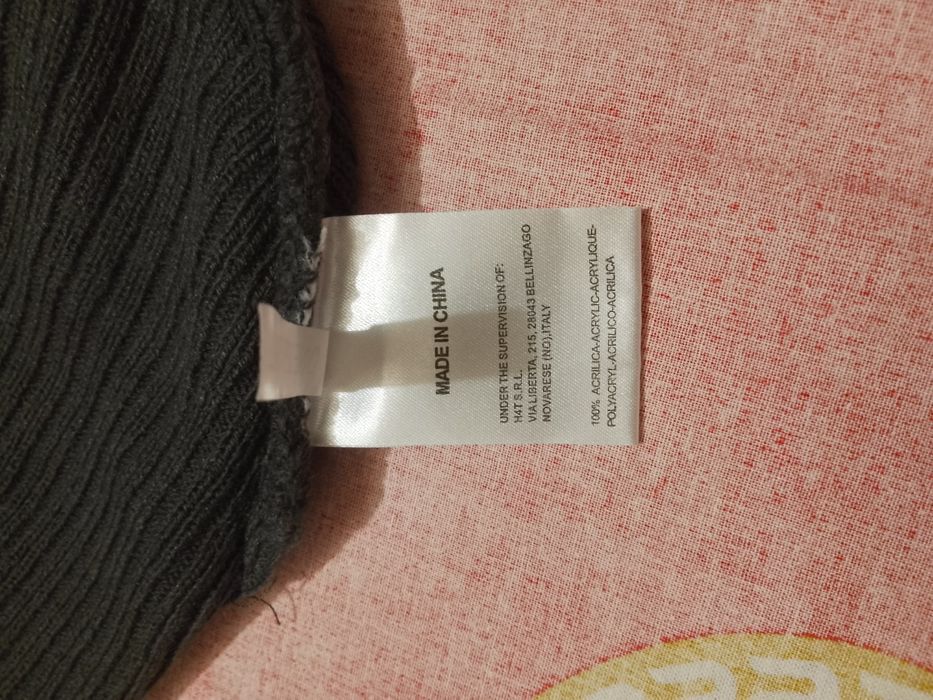 MADE IN CHINA
UNDER THE SUPERVISION OF:
H4T S.R.L.
VIA LIBERTA, 215, 28043 BELLINZAGO
NOVARESE (NO),ITALY
100% ACRILICA-ACRYLIC-ACRYLIQUE-
POLYACRYL-ACRILICO-ACRILICA